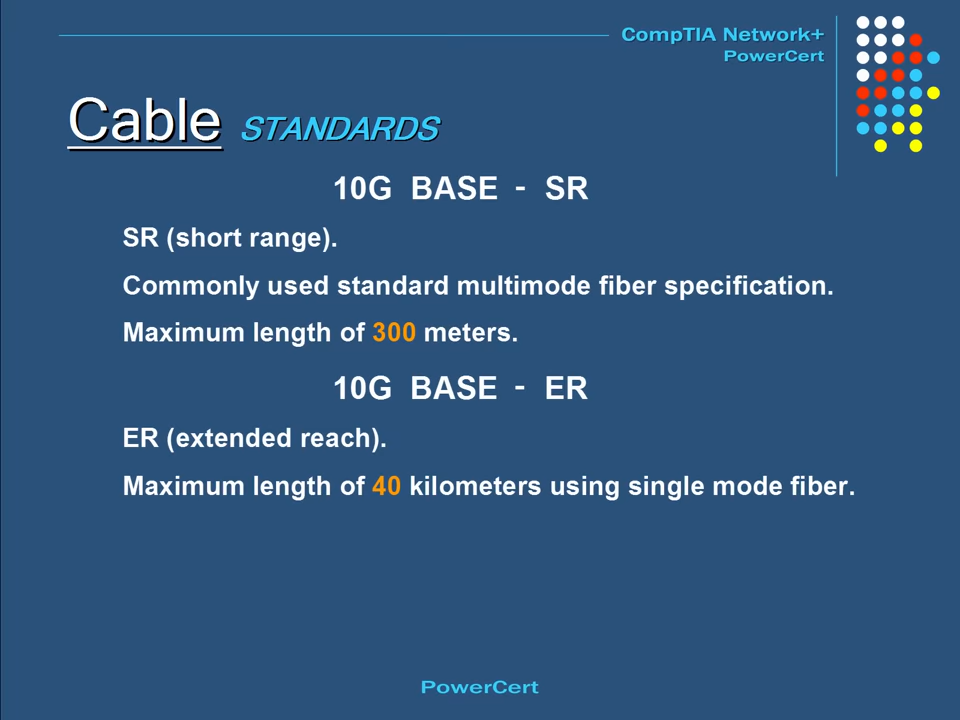 CompTIA Network+
PowerCert
Cable STANDARDS
10G BASE - SR
SR (short range).
Commonly used standard multimode fiber specification.
Maximum length of 300 meters.
10G BASE - ER
ER (extended reach).
Maximum length of 40 kilometers using single mode fiber.
PowerCert